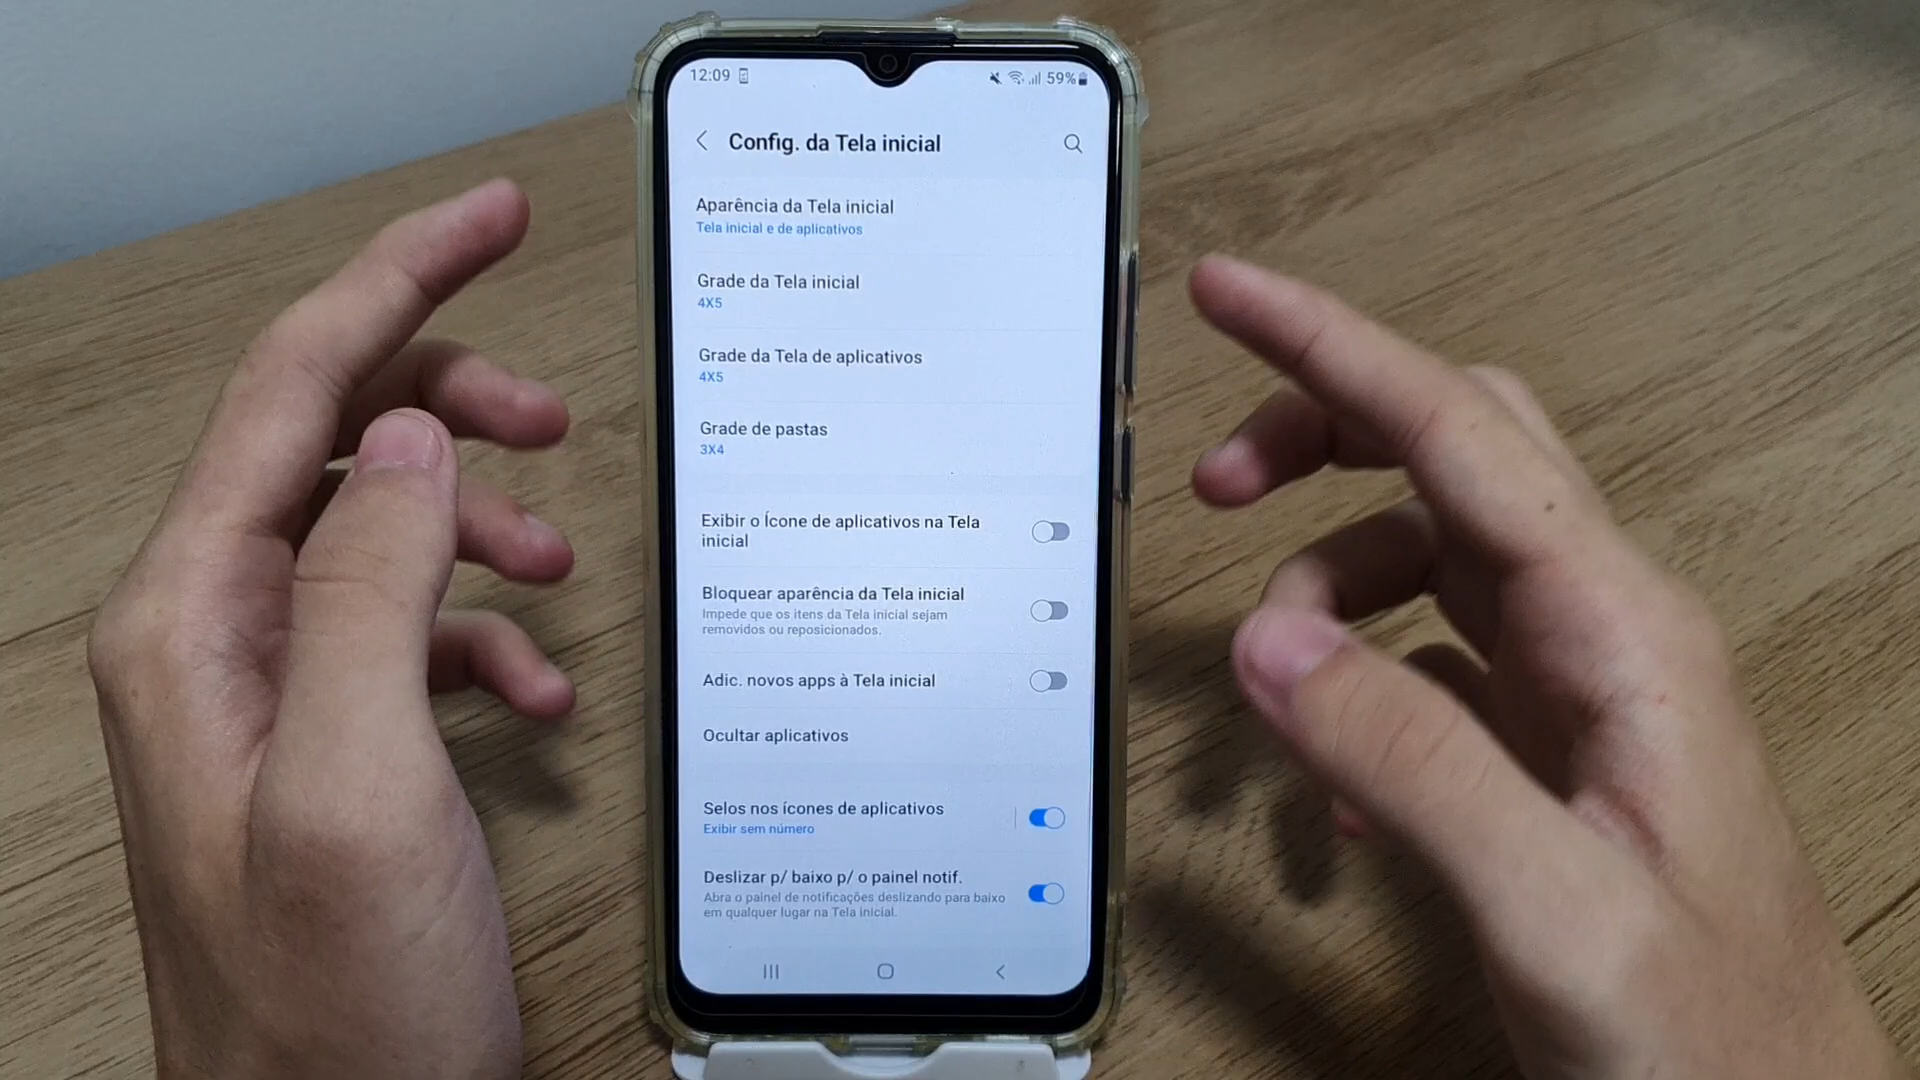 12:09
59%
Config. da Tela inicial
Aparência da Tela inicial
Tela inicial e de aplicativos
Grade da Tela inicial
4X5
Grade da Tela de aplicativos
4X5
Grade de pastas
3X4
Exibir o Ícone de aplicativos na Tela
inicial
Bloquear aparência da Tela inicial
Impede que os itens da Tela inicial sejam
removidos ou reposicionados.
Adic. novos apps à Tela inicial
Ocultar aplicativos
Selos nos ícones de aplicativos
Exibir sem número
Deslizar p/ baixo p/ o painel notif.
Abra o painel de notificações deslizando para baixo
em qualquer lugar na Tela inicial.